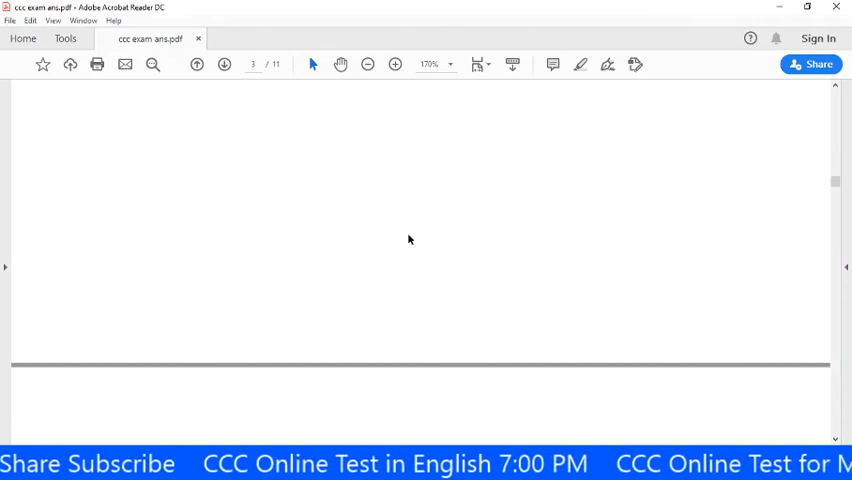 ccc exam ans.pdf - Adobe Acrobat Reader DC
File Edit View Window Help
Home Tools ccc exam ans.pdf × Sign In
3 / 11 170% Share
Share Subscribe CCC Online Test in English 7:00 PM CCC Online Test for M